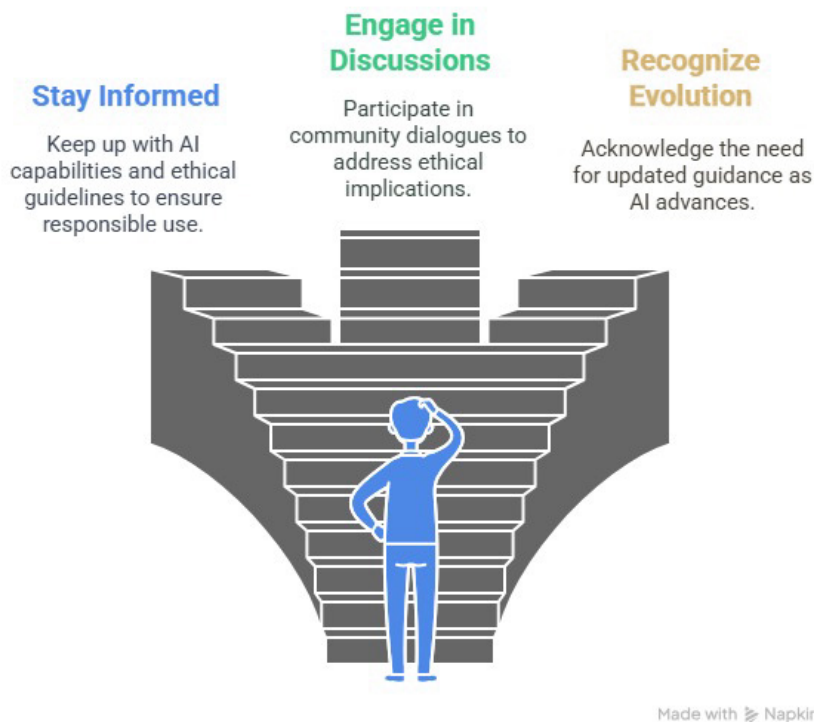 Stay Informed
Keep up with AI
capabilities and ethical
guidelines to ensure
responsible use.
Engage in
Discussions
Participate in
community dialogues to
address ethical
implications.
Recognize
Evolution
Acknowledge the need
for updated guidance as
AI advances.
Made with Napkin